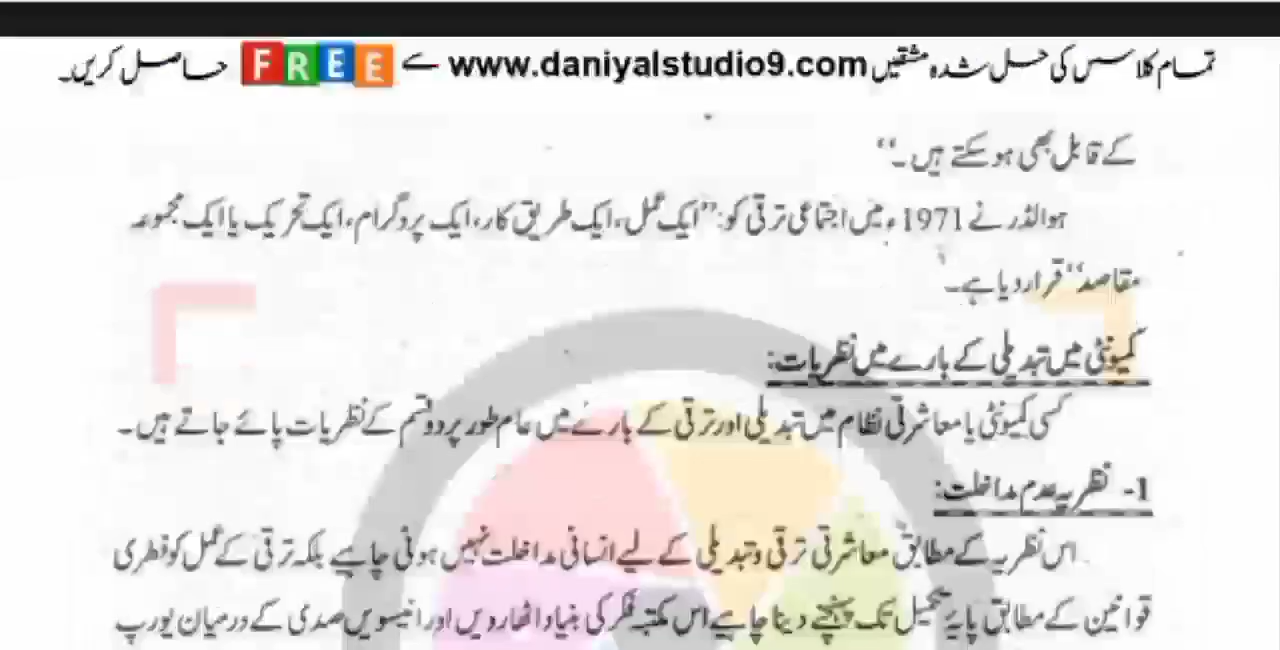 تمام کلاسس کی حل شدہ مشقیں www.daniyalstudio9.com سے FREE حاصل کریں۔
کے قابل بھی ہو سکتے ہیں۔‘‘
ہوالڈر نے 1971ء میں اجتماعی ترقی کو: ’’ایک عمل، ایک طریق کار، ایک پروگرام، ایک تحریک یا ایک مجموعہ
مقاصد‘‘ قرار دیا ہے۔
کمیونٹی میں تبدیلی کے بارے میں نظریات:
کسی کمیونٹی یا معاشرتی نظام میں تبدیلی اور ترقی کے بارے میں عام طور پر دو قسم کے نظریات پائے جاتے ہیں۔
1- نظریہ عدم مداخلت:
اس نظریہ کے مطابق معاشرتی ترقی و تبدیلی کے لیے انسانی مداخلت نہیں ہونی چاہیے بلکہ ترقی کے عمل کو فطری
قوانین کے مطابق پایۂ تکمیل تک پہنچنے دینا چاہیے اس مکتبہ فکر کی بنیاد اٹھارویں اور انیسویں صدی کے درمیان یورپ